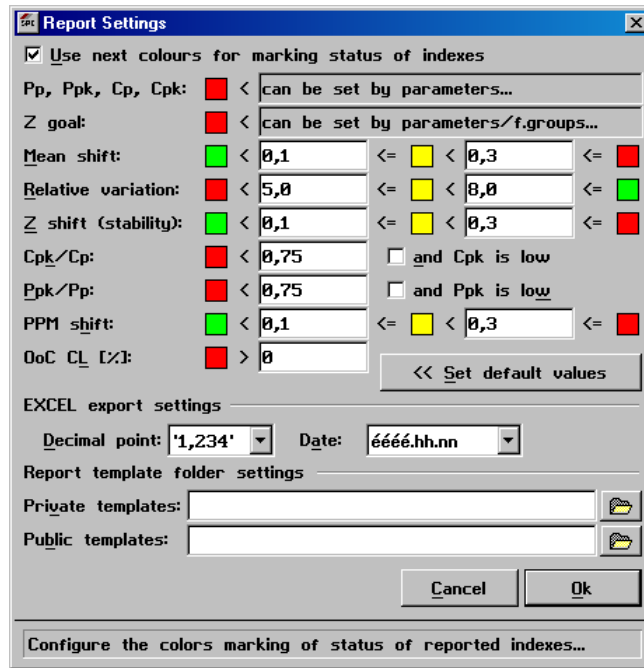 SPC Report Settings
Use next colours for marking status of indexes
Pp, Ppk, Cp, Cpk: < can be set by parameters...
Z goal: < can be set by parameters/f.groups...
Mean shift: < 0,1 <= < 0,3 <=
Relative variation: < 5,0 <= < 8,0 <=
Z shift (stability): < 0,1 <= < 0,3 <=
Cpk/Cp: < 0,75 and Cpk is low
Ppk/Pp: < 0,75 and Ppk is low
PPM shift: < 0,1 <= < 0,3 <=
OoC CL [%]: > 0
<< Set default values
EXCEL export settings
Decimal point: '1,234' Date: éééé.hh.nn
Report template folder settings
Private templates:
Public templates:
Cancel Ok
Configure the colors marking of status of reported indexes...